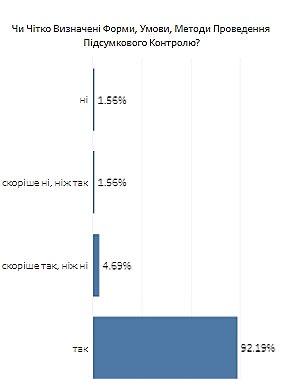 Чи Чітко Визначені Форми, Умови, Методи Проведення
Підсумкового Контролю?
ні 1.56%
скоріше ні, ніж так 1.56%
скоріше так, ніж ні 4.69%
так 92.19%